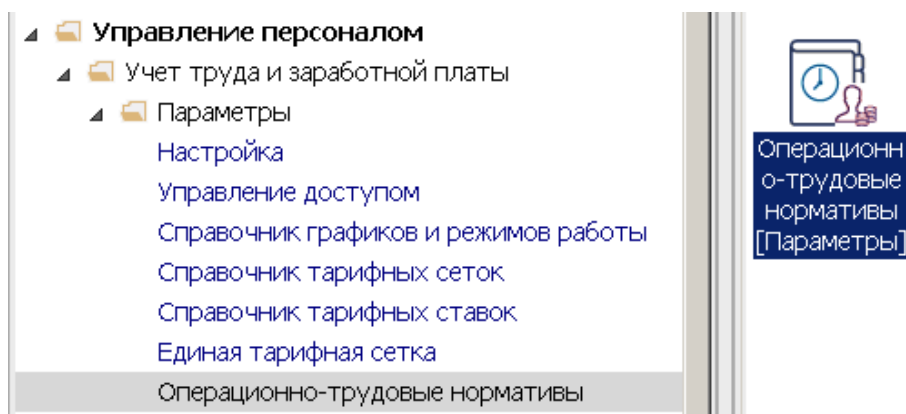 Управление персоналом
Учет труда и заработной платы
Параметры
Настройка
Управление доступом
Справочник графиков и режимов работы
Справочник тарифных сеток
Справочник тарифных ставок
Единая тарифная сетка
Операционно-трудовые нормативы
Операционн
о-трудовые
нормативы
[Параметры]